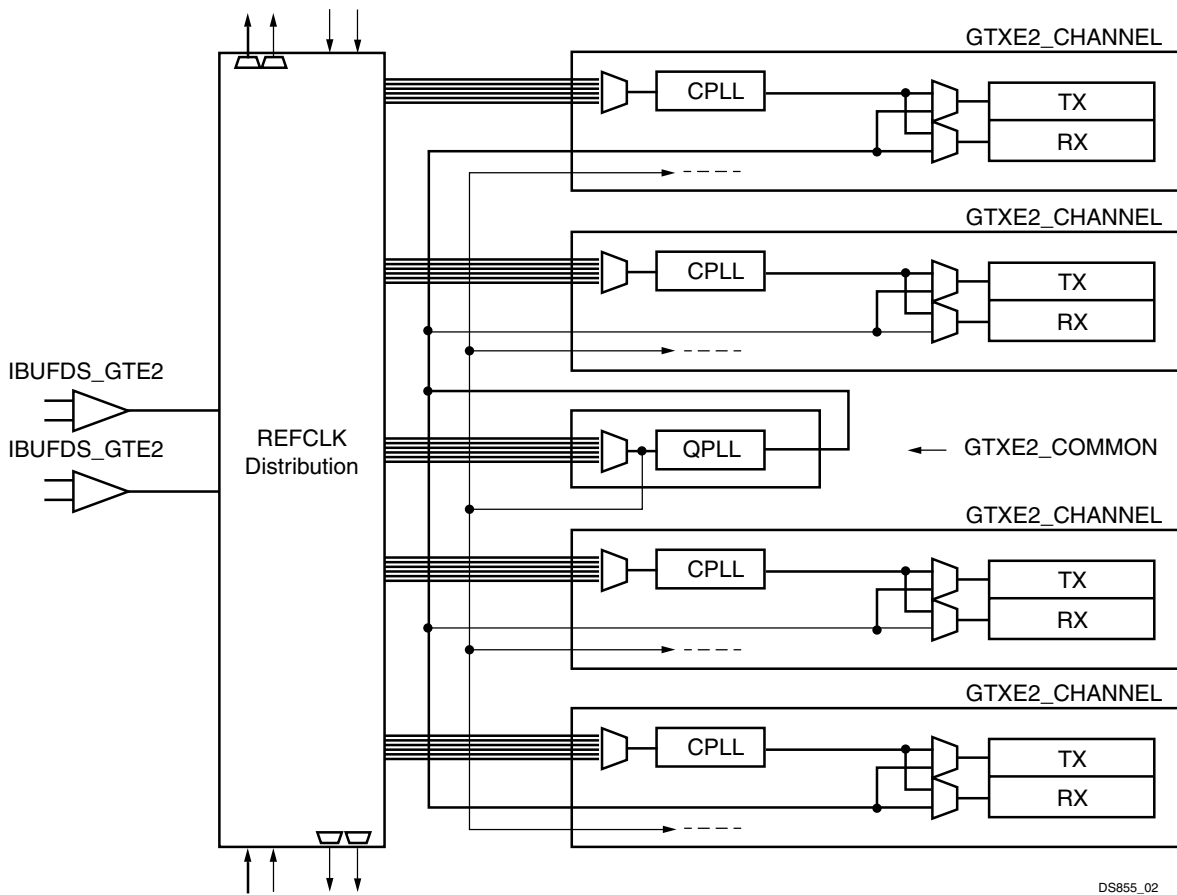 GTXE2_CHANNEL
CPLL
TX
RX
GTXE2_CHANNEL
CPLL
TX
RX
IBUFDS_GTE2
IBUFDS_GTE2
REFCLK
Distribution
QPLL
GTXE2_COMMON
GTXE2_CHANNEL
CPLL
TX
RX
GTXE2_CHANNEL
CPLL
TX
RX
DS855_02